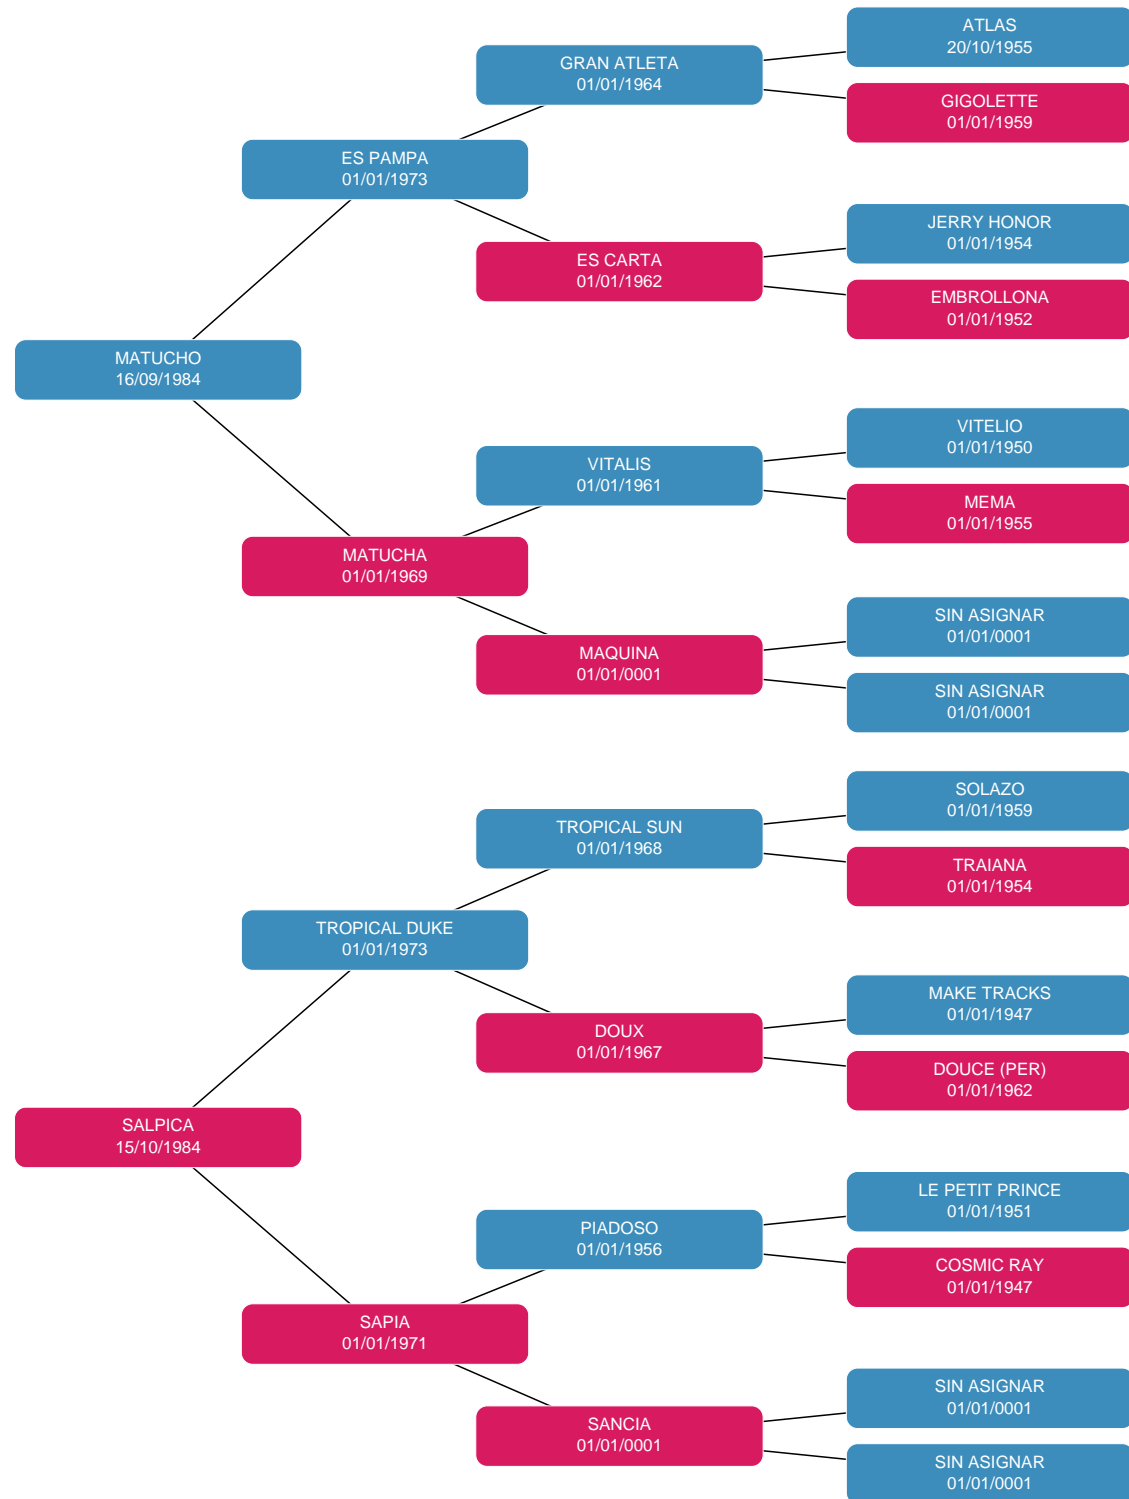 ATLAS
20/10/1955
GRAN ATLETA
01/01/1964
GIGOLETTE
01/01/1959
ES PAMPA
01/01/1973
JERRY HONOR
01/01/1954
ES CARTA
01/01/1962
EMBROLLONA
01/01/1952
MATUCHO
16/09/1984
VITELIO
01/01/1950
VITALIS
01/01/1961
MEMA
01/01/1955
MATUCHA
01/01/1969
SIN ASIGNAR
01/01/0001
MAQUINA
01/01/0001
SIN ASIGNAR
01/01/0001
SOLAZO
01/01/1959
TROPICAL SUN
01/01/1968
TRAIANA
01/01/1954
TROPICAL DUKE
01/01/1973
MAKE TRACKS
01/01/1947
DOUX
01/01/1967
DOUCE (PER)
01/01/1962
SALPICA
15/10/1984
LE PETIT PRINCE
01/01/1951
PIADOSO
01/01/1956
COSMIC RAY
01/01/1947
SAPIA
01/01/1971
SIN ASIGNAR
01/01/0001
SANCIA
01/01/0001
SIN ASIGNAR
01/01/0001